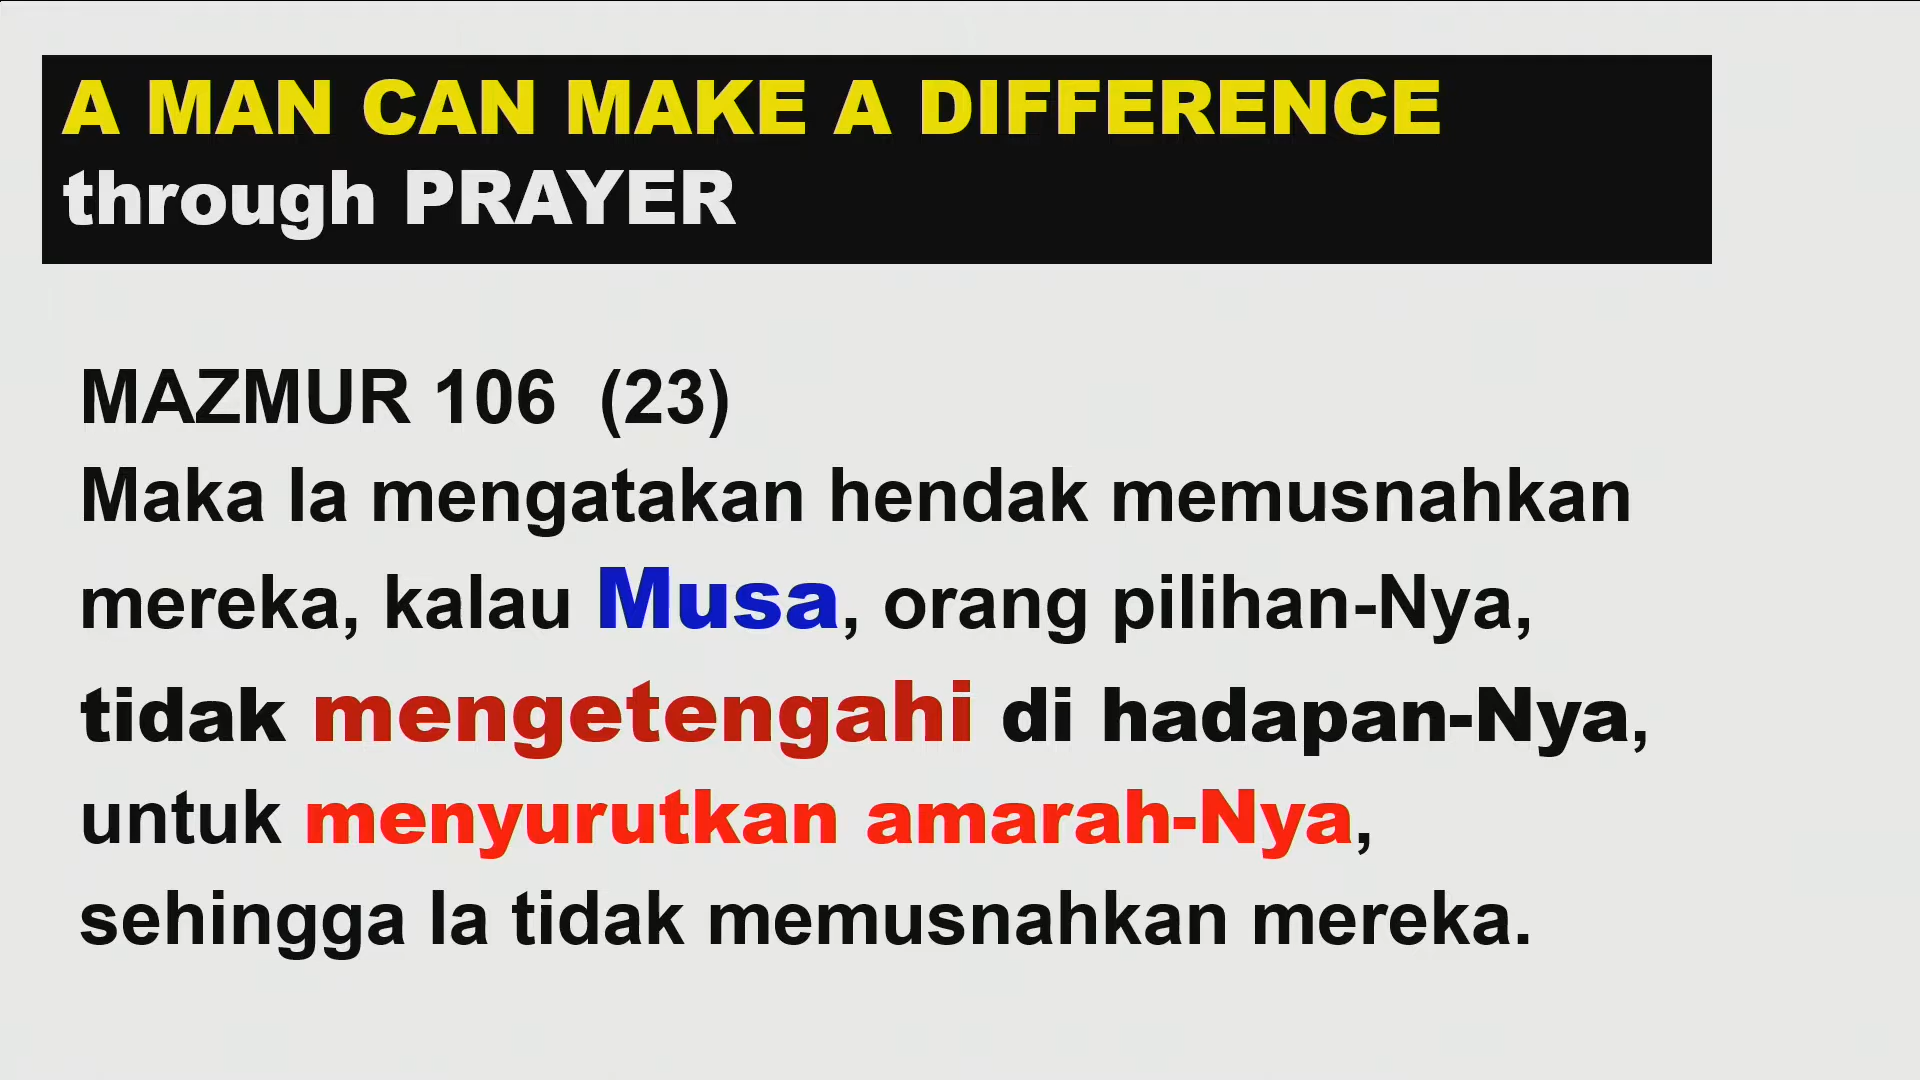 A MAN CAN MAKE A DIFFERENCE
through PRAYER
MAZMUR 106 (23)
Maka Ia mengatakan hendak memusnahkan
mereka, kalau Musa, orang pilihan-Nya,
tidak mengetengahi di hadapan-Nya,
untuk menyurutkan amarah-Nya,
sehingga Ia tidak memusnahkan mereka.